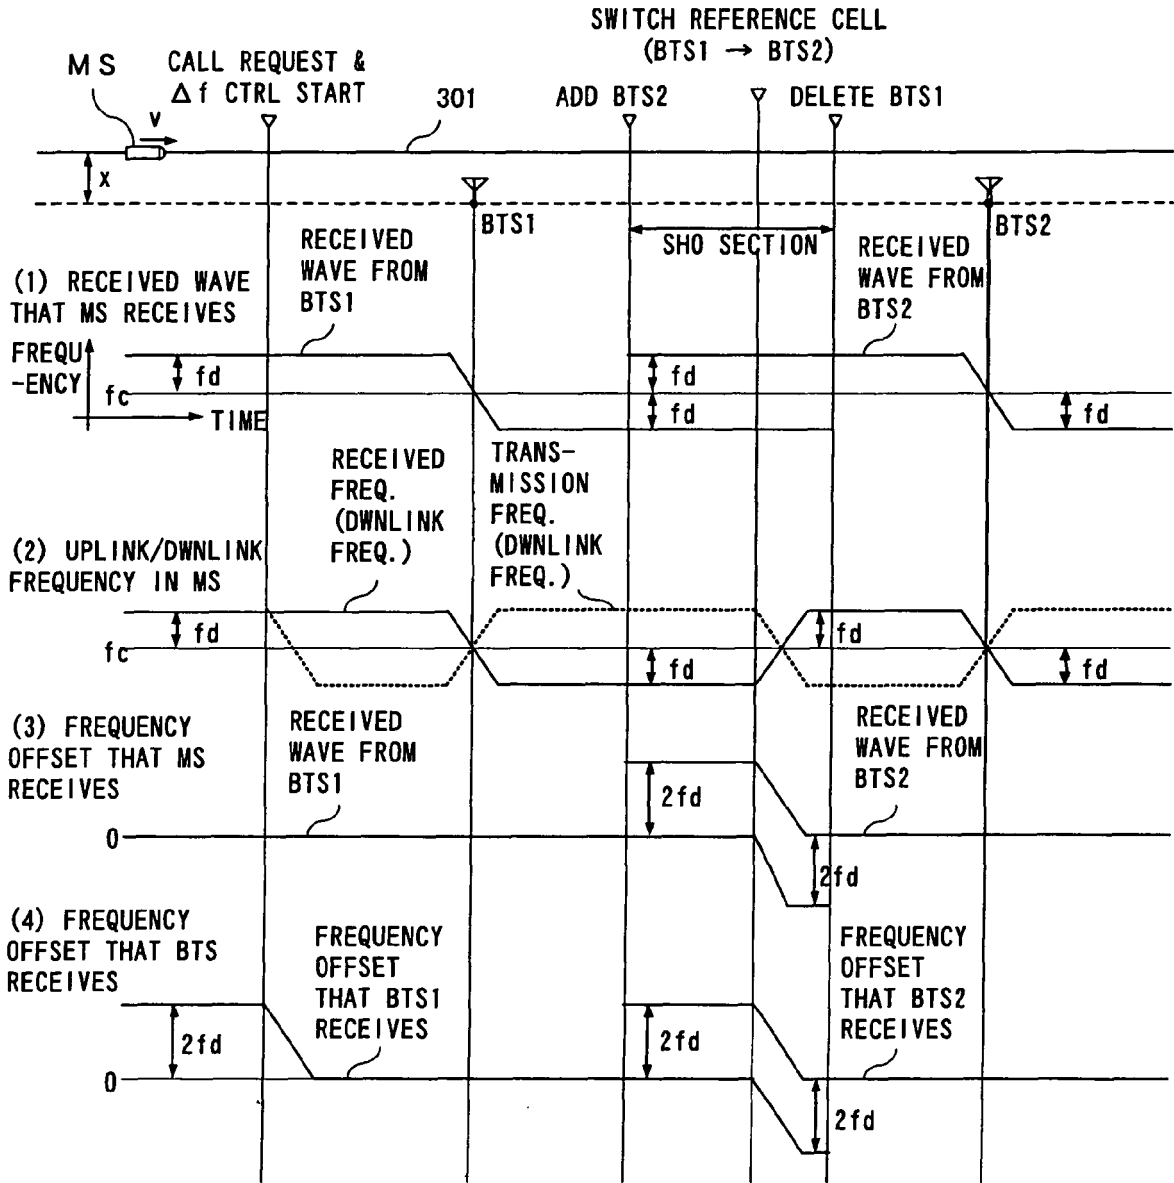 SWITCH REFERENCE CELL
(BTS1 → BTS2)
MS
CALL REQUEST &
Δf CTRL START
301
ADD BTS2
DELETE BTS1
V
X
BTS1
BTS2
SHO SECTION
(1) RECEIVED WAVE
THAT MS RECEIVES
RECEIVED
WAVE FROM
BTS1
RECEIVED
WAVE FROM
BTS2
FREQU
-ENCY
fc
TIME
fd
fd
fd
fd
(2) UPLINK/DWNLINK
FREQUENCY IN MS
RECEIVED
FREQ.
(DWNLINK
FREQ.)
TRANS-
MISSION
FREQ.
(DWNLINK
FREQ.)
fd
fc
fd
fd
fd
(3) FREQUENCY
OFFSET THAT MS
RECEIVES
RECEIVED
WAVE FROM
BTS1
RECEIVED
WAVE FROM
BTS2
2fd
0
2fd
(4) FREQUENCY
OFFSET THAT BTS
RECEIVES
FREQUENCY
OFFSET
THAT BTS1
RECEIVES
FREQUENCY
OFFSET
THAT BTS2
RECEIVES
2fd
2fd
0
2fd